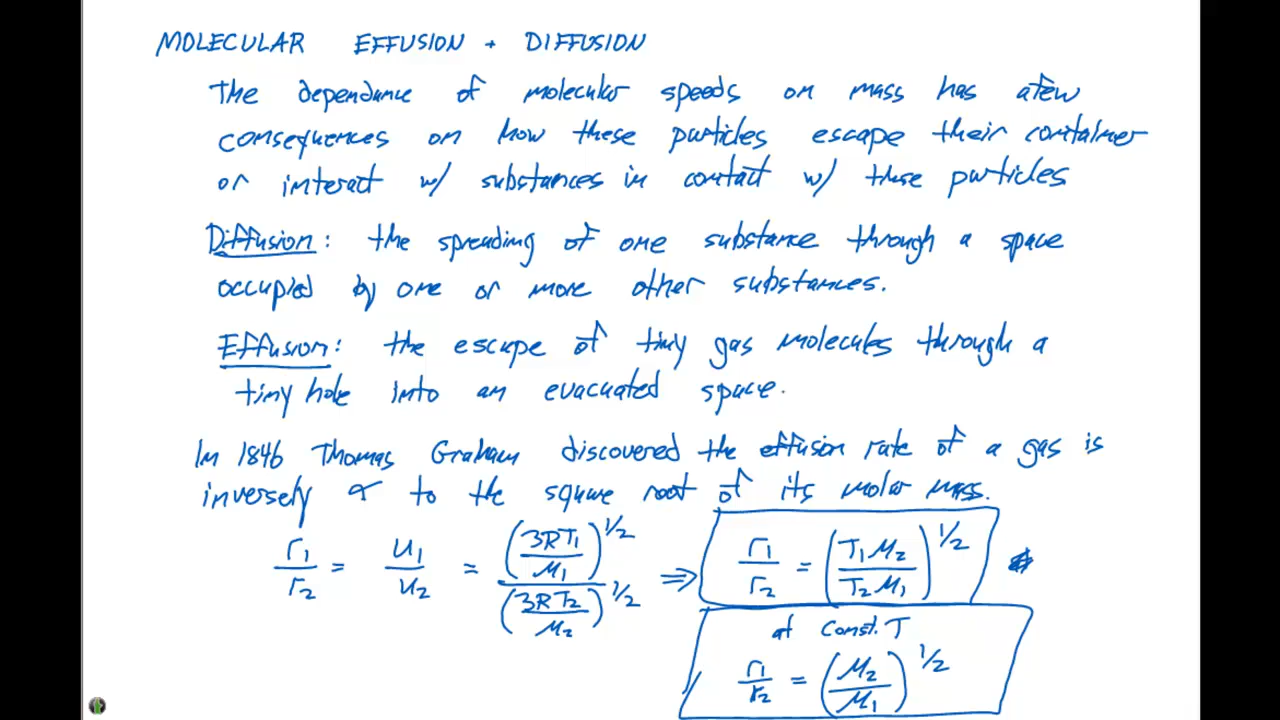 MOLECULAR EFFUSION + DIFFUSION
The dependance of molecular speeds on mass has a few
consequences on how these particles escape their container
or interact w/ substances in contact w/ these particles
Diffusion: the spreading of one substance through a space
occupied by one or more other substances.
Effusion: the escape of tiny gas molecules through a
tiny hole into an evacuated space.
In 1846 Thomas Graham discovered the effusion rate of a gas is
inversely ∝ to the square root of its molar mass.
r₁/r₂ = u₁/u₂ = (3RT₁/M₁)^1/2 / (3RT₂/M₂)^1/2 ⇒ r₁/r₂ = (T₁M₂/T₂M₁)^1/2 *
at Const. T
r₁/r₂ = (M₂/M₁)^1/2